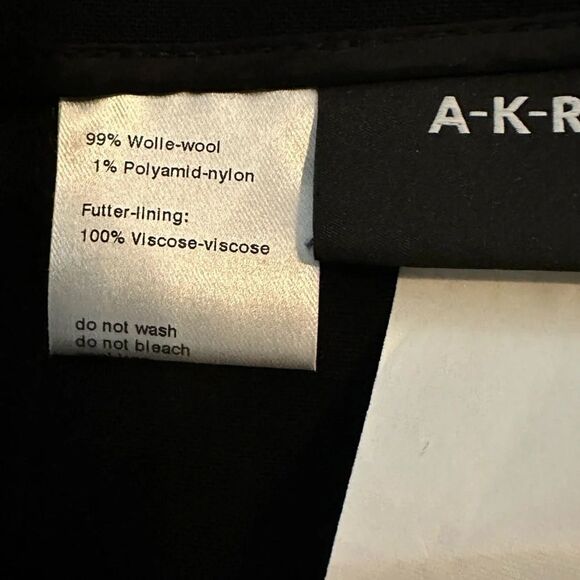 99% Wolle-wool
1% Polyamid-nylon
Futter-lining:
100% Viscose-viscose
do not wash
do not bleach
A-K-R